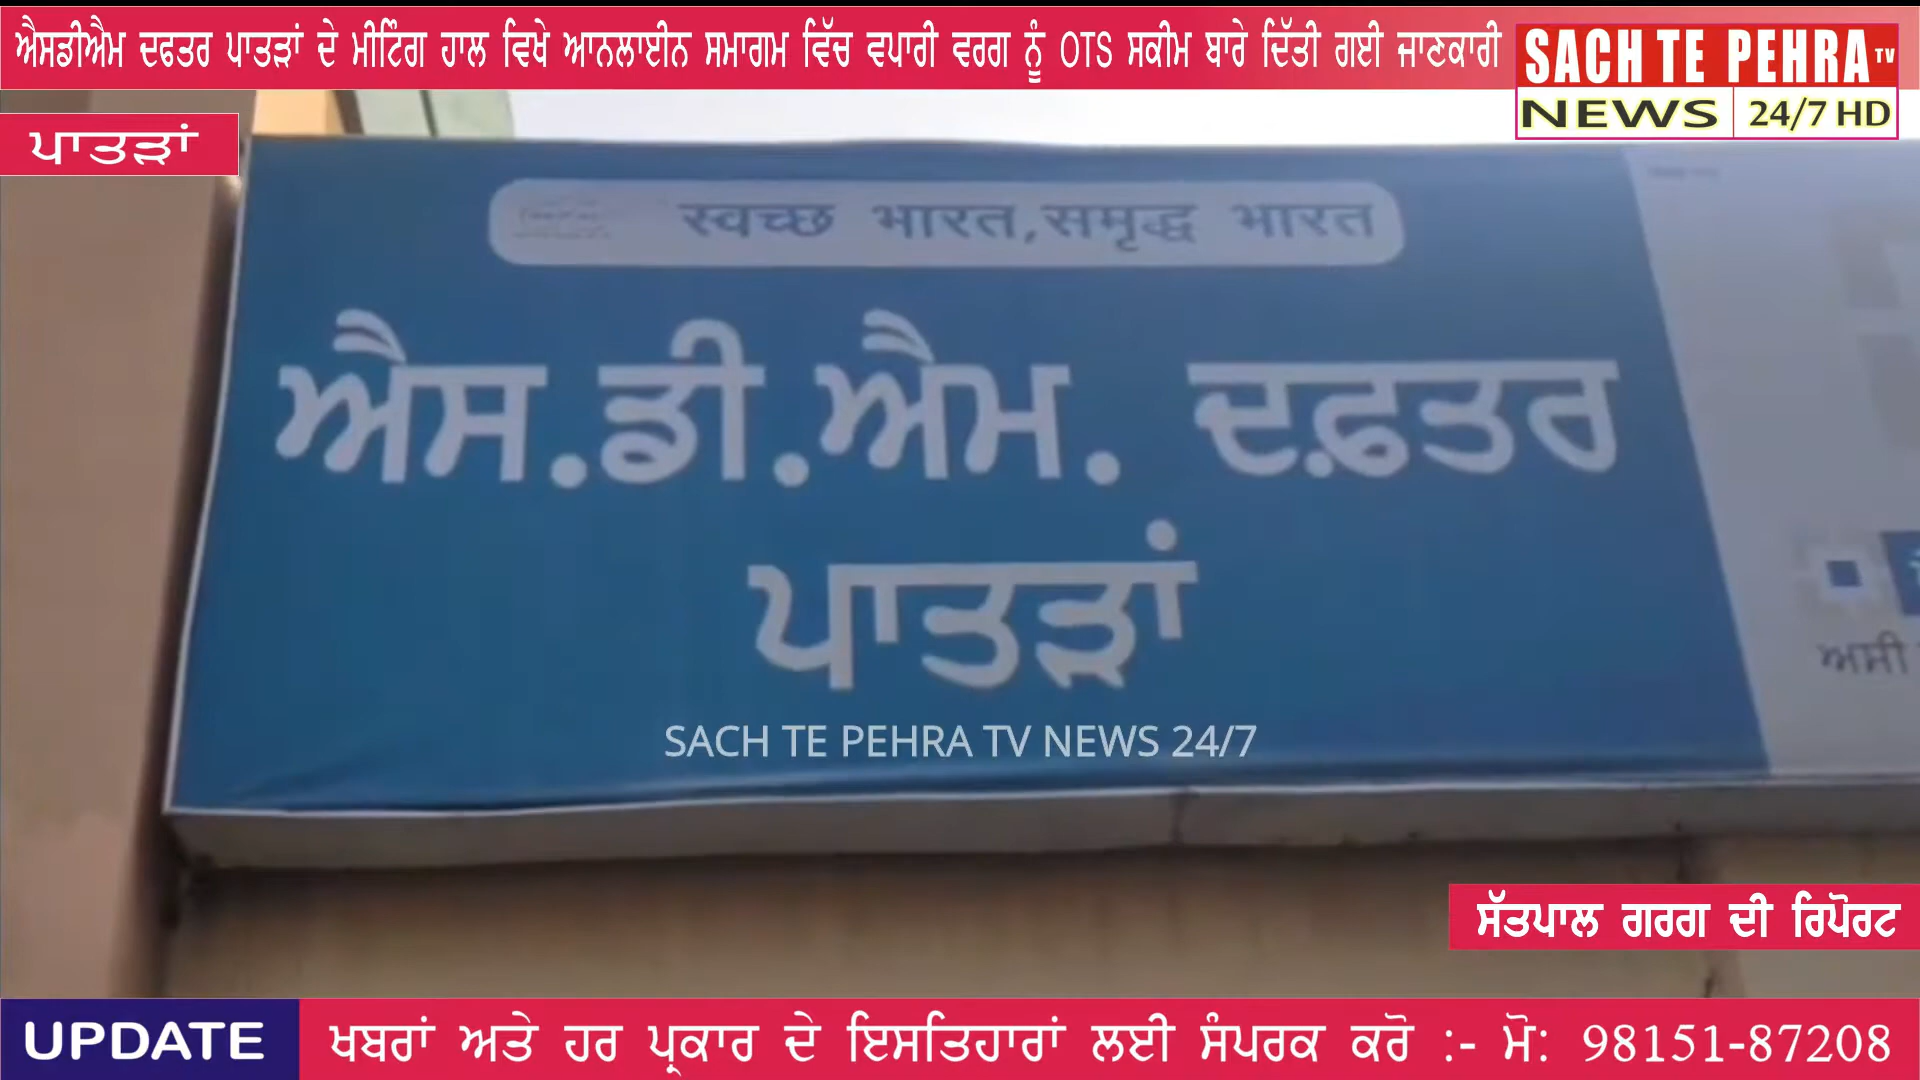 ਐਸਡੀਐਮ ਦਫਤਰ ਪਾਤੜਾਂ ਦੇ ਮੀਟਿੰਗ ਹਾਲ ਵਿਖੇ ਆਨਲਾਈਨ ਸਮਾਗਮ ਵਿੱਚ ਵਪਾਰੀ ਵਰਗ ਨੂੰ OTS ਸਕੀਮ ਬਾਰੇ ਦਿੱਤੀ ਗਈ ਜਾਣਕਾਰੀ
SACH TE PEHRA TV
NEWS 24/7 HD
ਪਾਤੜਾਂ
स्वच्छ भारत,समृद्ध भारत
ਐਸ.ਡੀ.ਐਮ. ਦਫ਼ਤਰ
ਪਾਤੜਾਂ
ਅਸੀ
SACH TE PEHRA TV NEWS 24/7
ਸੱਤਪਾਲ ਗਰਗ ਦੀ ਰਿਪੋਰਟ
UPDATE ਖਬਰਾਂ ਅਤੇ ਹਰ ਪ੍ਰਕਾਰ ਦੇ ਇਸਤਿਹਾਰਾਂ ਲਈ ਸੰਪਰਕ ਕਰੋ :- ਮੋ: 98151-87208